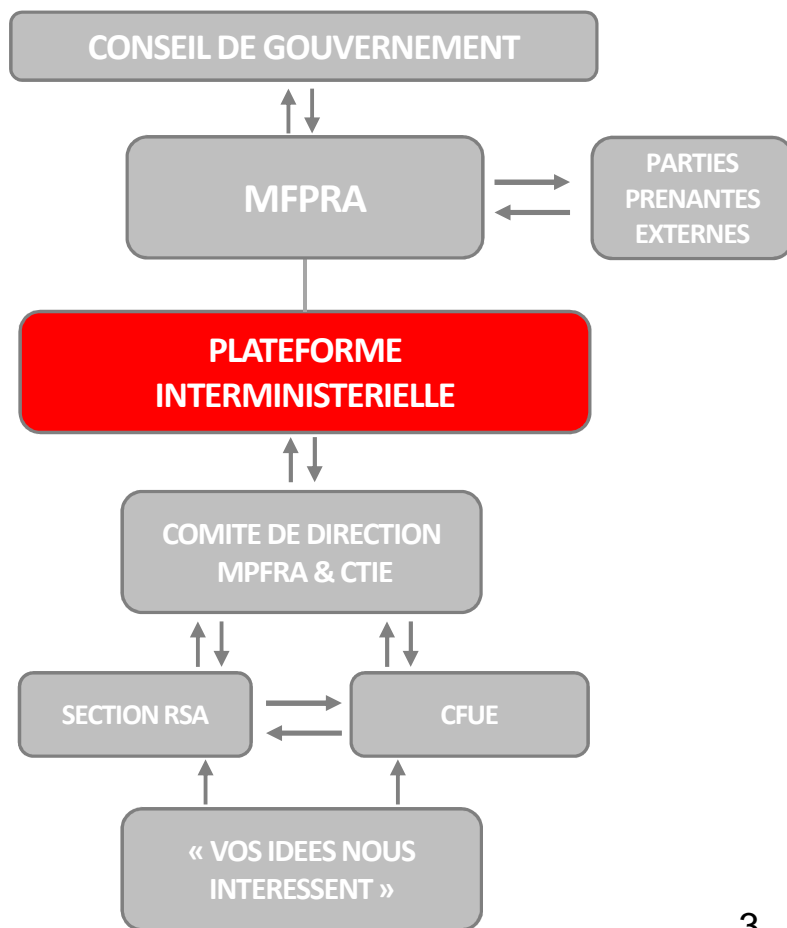 CONSEIL DE GOUVERNEMENT
MFPRA
PARTIES
PRENANTES
EXTERNES
PLATEFORME
INTERMINISTERIELLE
COMITE DE DIRECTION
MPFRA & CTIE
SECTION RSA
CFUE
« VOS IDEES NOUS
INTERESSENT »
3